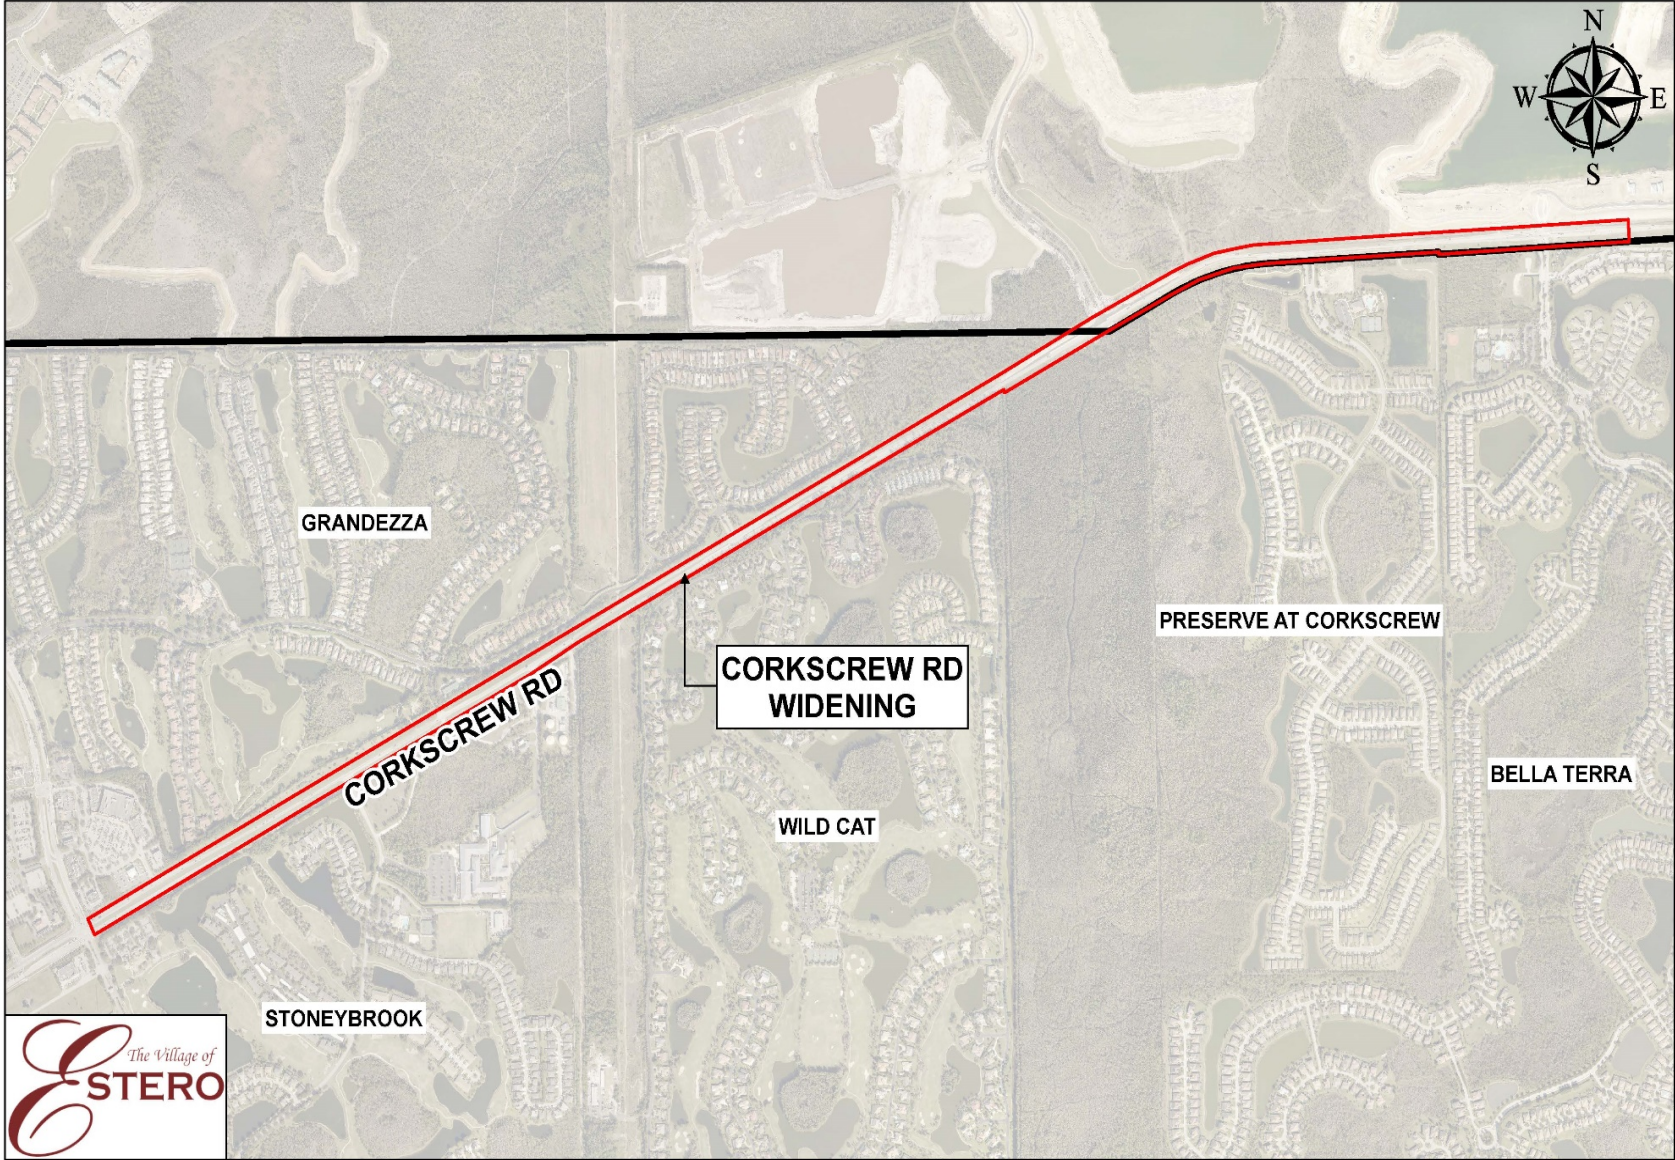 N
W E
S
GRANDEZZA
PRESERVE AT CORKSCREW
CORKSCREW RD
WIDENING
CORKSCREW RD
BELLA TERRA
WILD CAT
STONEYBROOK
The Village of
ESTERO